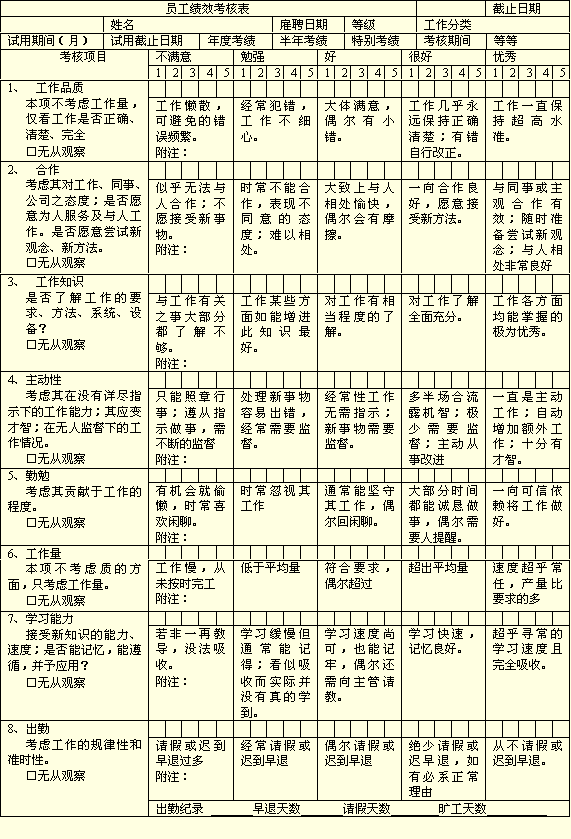 员工绩效考核表 截止日期
姓名 雇聘日期 等级 工作分类
试用期间（月） 试用截止日期 年度考绩 半年考绩 特别考绩 考核期间 等等
考核项目 不满意 勉强 好 很好 优秀
1 2 3 4 5 1 2 3 4 5 1 2 3 4 5 1 2 3 4 5 1 2 3 4 5
1、 工作品质
本项不考虑工作量，
仅看工作是否正确、
清楚、完全
□无从观察
工作懒散，
可避免的错
误频繁。
附注：
经常犯错，
工作不细
心。
大体满意，
偶尔有小
错。
工作几乎永
远保持正确
清楚；有错
自行改正。
工作一直保
持超高水
准。
2、 合作
考虑其对工作、同事、
公司之态度；是否愿
意为人服务及与人工
作。是否愿意尝试新
观念、新方法。
□无从观察
似乎无法与
人合作；不
愿接受新事
物。
附注：
时常不能合
作，表现不
同意的态
度；难以相
处。
大致上与人
相处愉快，
偶尔会有摩
擦。
一向合作良
好，愿意接
受新方法。
与同事或主
观合作有
效；随时准
备尝试新观
念；与人相
处非常良好
3、 工作知识
是否了解工作的要
求、方法、系统、设
备？
□无从观察
与工作有关
之事大部分
都了解不
够。
附注：
工作某些方
面如能增进
此知识最
好。
对工作有相
当程度的了
解。
对工作了解
全面充分。
工作各方面
均能掌握的
极为优秀。
4、主动性
考虑其在没有详尽指
示下的工作能力；其应变
才智；在无人监督下的工
作情况。
□无从观察
只能照章行
事；遵从指
示做事，需
不断的监督
附注：
处理新事物
容易出错，
经常需要监
督。
经常性工作
无需指示；
新事物需要
监督。
多半场合流
露机智；极
少需要监
督；主动从
事改进
一直是主动
工作；自动
增加额外工
作；十分有
才智。
5、勤勉
考虑其贡献于工作的
程度。
□无从观察
有机会就偷
懒，时常喜
欢闲聊。
附注：
时常忽视其
工作
通常能坚守
其工作，偶
尔回闲聊。
大部分时间
都能诚恳做
事，偶尔需
要人提醒。
一向可信依
赖将工作做
好。
6、工作量
本项不考虑质的方
面，只考虑工作量。
□无从观察
工作慢，从
未按时完工
附注：
低于平均量
符合要求，
偶尔超过
超出平均量
速度超乎常
任，产量比
要求的多
7、学习能力
接受新知识的能力、
速度；是否能记忆，能遵
循，并予应用？
□无从观察
若非一再教
导，没法吸
收。
附注：
学习缓慢但
通常能记
得；看似吸
收而实际并
没有真的学
到。
学习速度尚
可，也能记
牢，偶尔还
需向主管请
教。
学习快速，
记忆良好。
超乎寻常的
学习速度且
完全吸收。
8、出勤
考虑工作的规律性和
准时性。
□无从观察
请假或迟到
早退过多
附注：
经常请假或
迟到早退
偶尔请假或
迟到早退
绝少请假或
迟早退，如
有必系正常
理由
从不请假或
迟到早退。
出勤纪录 早退天数 请假天数 旷工天数